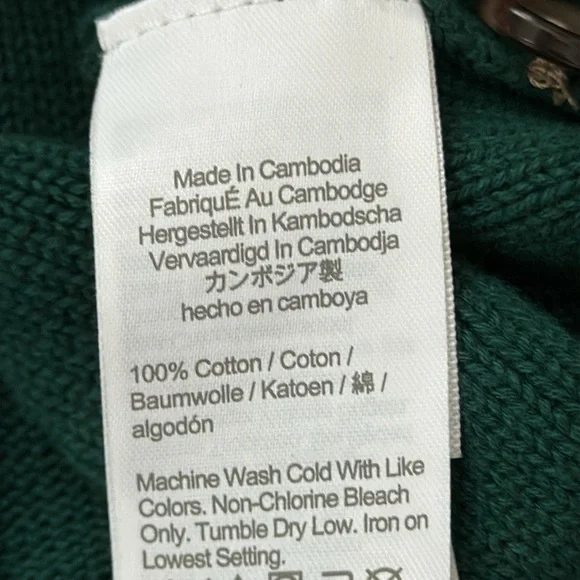 Made In Cambodia
FabriquÉ Au Cambodge
Hergestellt In Kambodscha
Vervaardigd In Cambodja
カンボジア製
hecho en camboya
100% Cotton / Coton /
Baumwolle / Katoen / 綿 /
algodón
Machine Wash Cold With Like
Colors. Non-Chlorine Bleach
Only. Tumble Dry Low. Iron on
Lowest Setting.